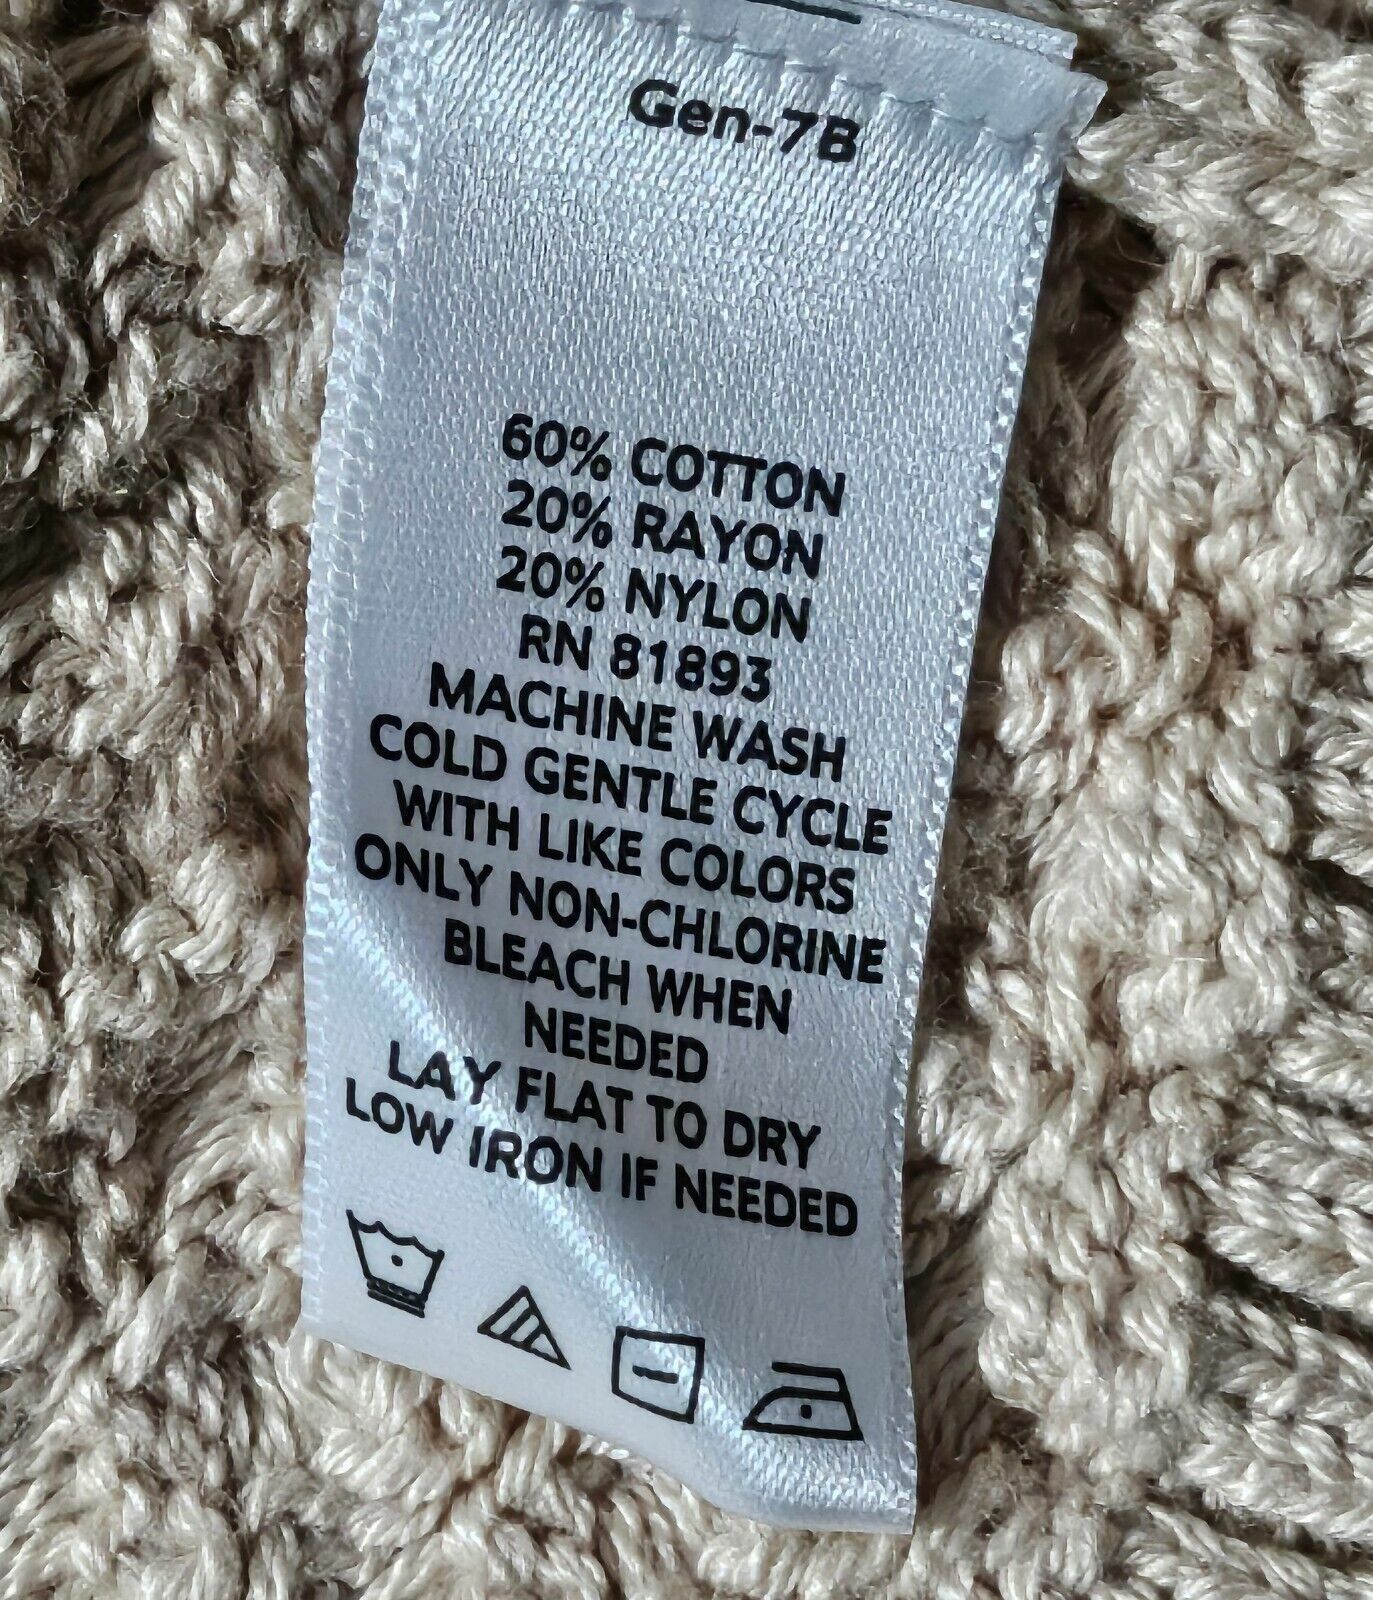 Gen-7B
60% COTTON
20% RAYON
20% NYLON
RN 81893
MACHINE WASH
COLD GENTLE CYCLE
WITH LIKE COLORS
ONLY NON-CHLORINE
BLEACH WHEN
NEEDED
LAY FLAT TO DRY
LOW IRON IF NEEDED